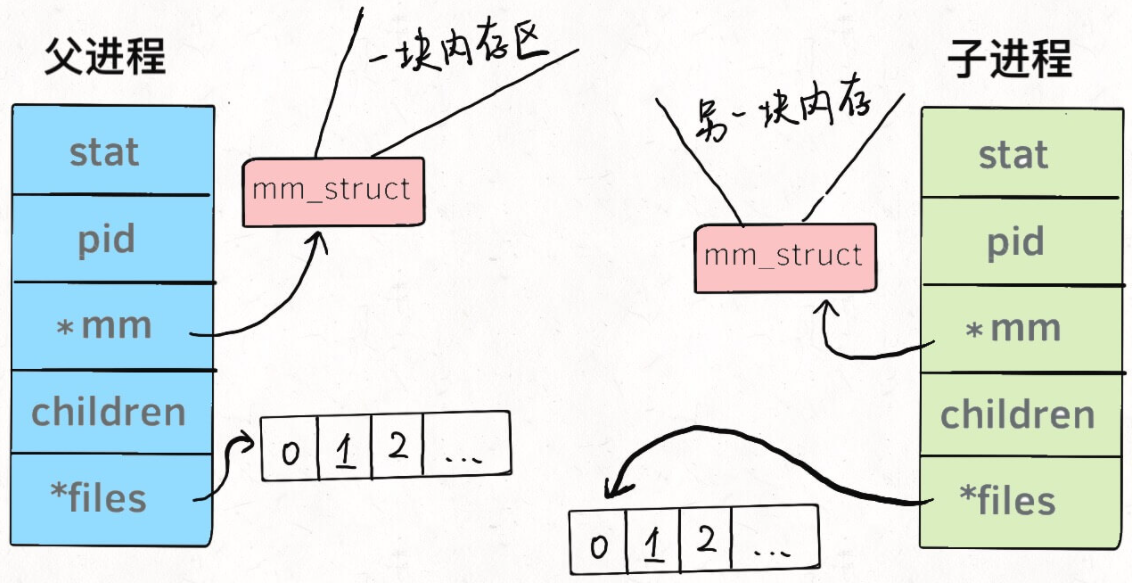 父进程
stat
pid
*mm
children
*files
一块内存区
mm_struct
0 1 2 ...
另一块内存
mm_struct
0 1 2 ...
子进程
stat
pid
*mm
children
*files